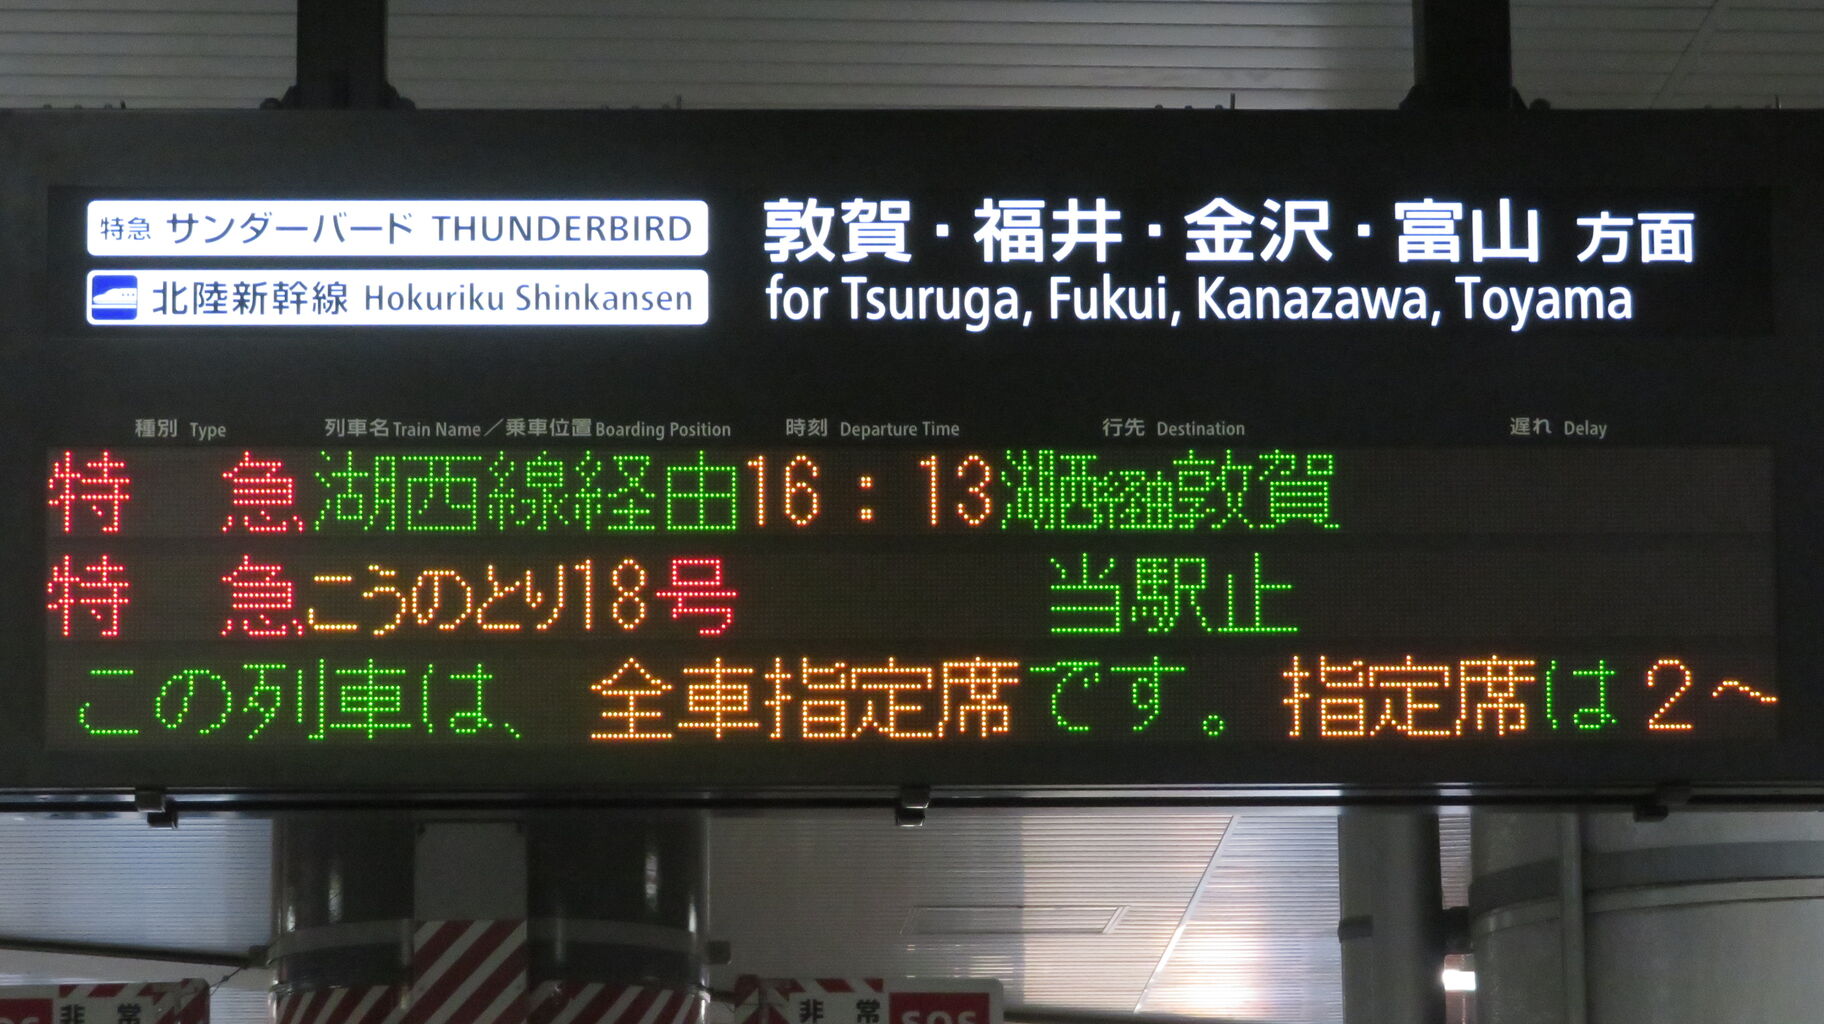 特急 サンダーバード THUNDERBIRD
北陸新幹線 Hokuriku Shinkansen
敦賀・福井・金沢・富山 方面
for Tsuruga, Fukui, Kanazawa, Toyama
種別 Type 列車名 Train Name／乗車位置 Boarding Position 時刻 Departure Time 行先 Destination 遅れ Delay
特 急 湖西線経由 16:13 湖西線経由敦賀
特 急 こうのとり18号 当駅止
この列車は、全車指定席です。指定席は2～
非常
非常 SOS